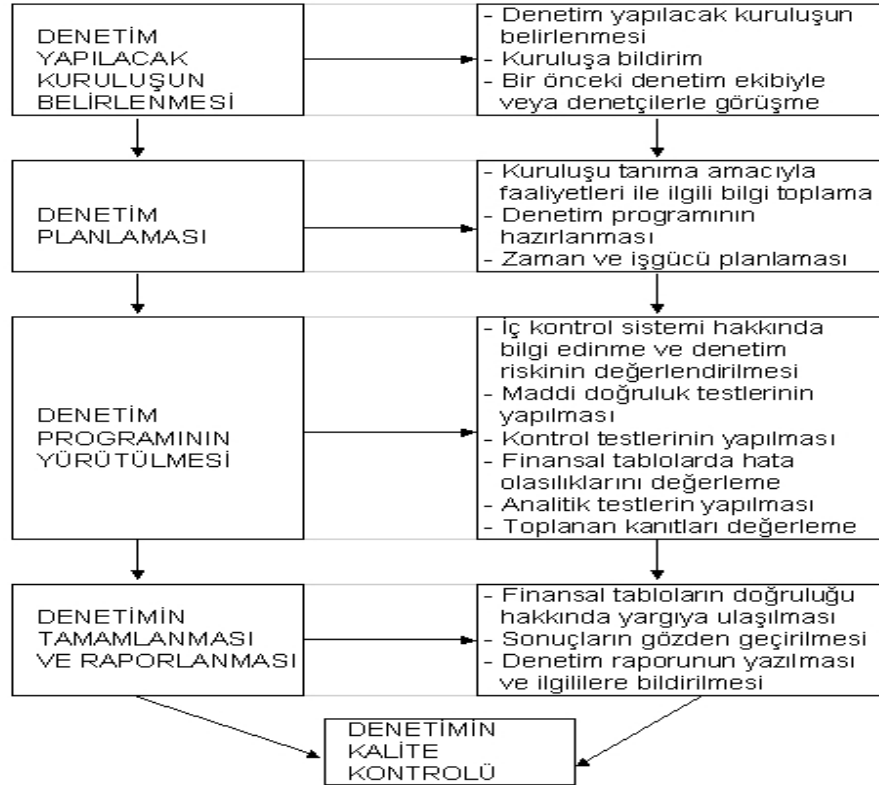 DENETİM
YAPILACAK
KURULUŞUN
BELİRLENMESİ
- Denetim yapılacak kuruluşun
belirlenmesi
- Kuruluşa bildirim
- Bir önceki denetim ekibiyle
veya denetçilerle görüşme
DENETİM
PLANLAMASI
- Kuruluşu tanıma amacıyla
faaliyetleri ile ilgili bilgi toplama
- Denetim programının
hazırlanması
- Zaman ve işgücü planlaması
DENETİM
PROGRAMININ
YÜRÜTÜLMESİ
- İç kontrol sistemi hakkında
bilgi edinme ve denetim
riskinin değerlendirilmesi
- Maddi doğruluk testlerinin
yapılması
- Kontrol testlerinin yapılması
- Finansal tablolarda hata
olasılıklarını değerleme
- Analitik testlerin yapılması
- Toplanan kanıtları değerleme
DENETİMİN
TAMAMLANMASI
VE RAPORLANMASI
- Finansal tabloların doğruluğu
hakkında yargıya ulaşılması
- Sonuçların gözden geçirilmesi
- Denetim raporunun yazılması
ve ilgililere bildirilmesi
DENETİMİN
KALİTE
KONTROLÜ